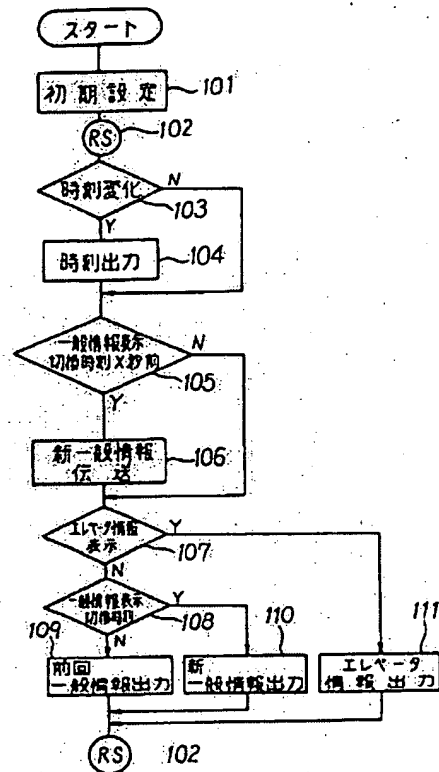 スタート
初期設定
101
RS
102
時刻変化
N
103
Y
時刻出力
104
一般情報表示
切換時刻X秒前
N
105
Y
新一般情報
伝送
106
エレベータ情報
表示
Y
107
N
一般情報表示
切換時刻
Y
108
N
109
110
111
前回
一般情報出力
新
一般情報出力
エレベータ
情報出力
RS
102